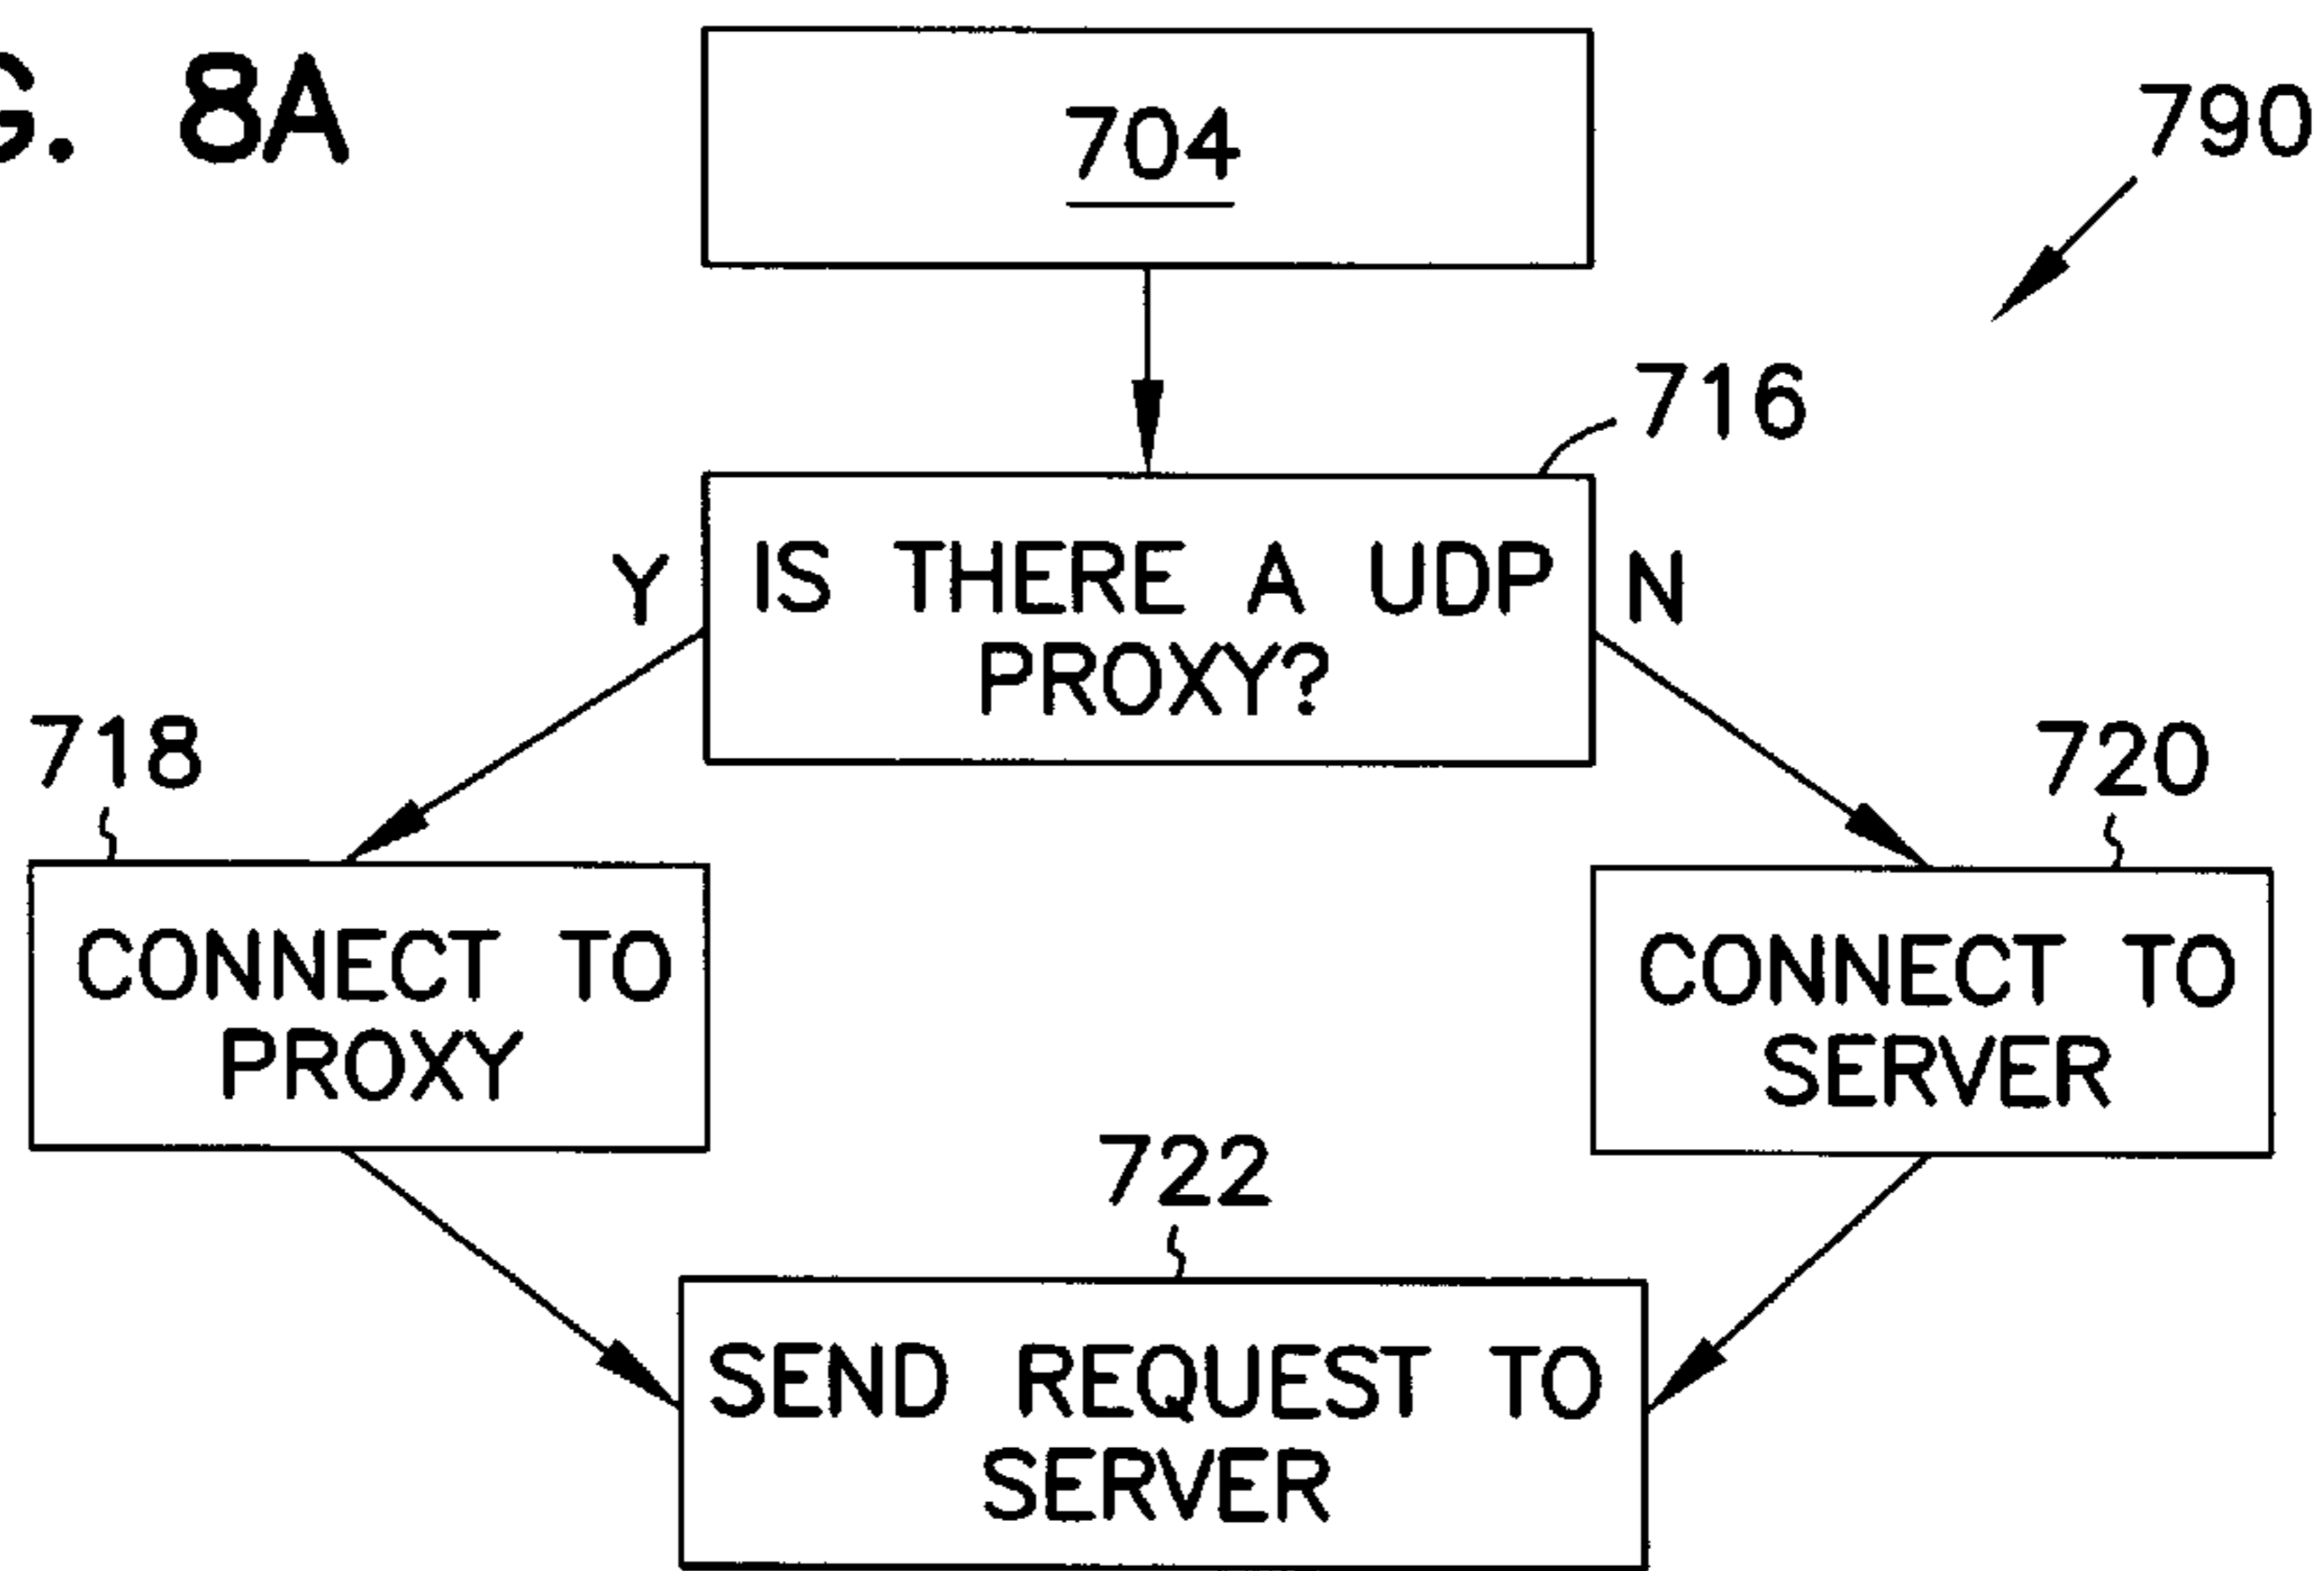 G. 8A
704
790
716
Y
IS THERE A UDP
PROXY?
N
718
720
CONNECT TO
PROXY
CONNECT TO
SERVER
722
SEND REQUEST TO
SERVER